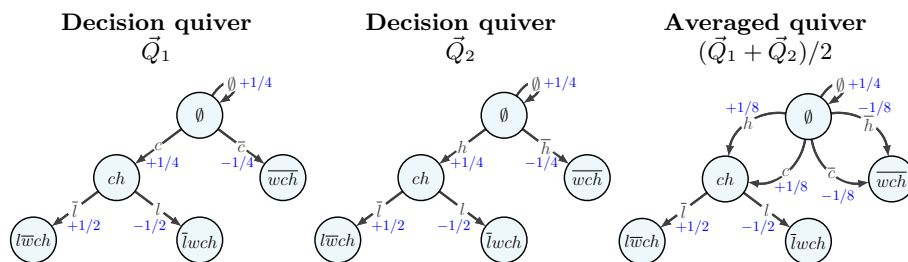 Decision quiver Decision quiver Averaged quiver
Q⃗₁ Q⃗₂ (Q⃗₁ + Q⃗₂)/2
∅ +1/4 ∅ +1/4 ∅ +1/4
+1/8 -1/8
∅ ∅ ∅
h h̅
c c̅ h h̅
+1/4 -1/4 +1/4 -1/4
c c̅
ch w̅c̅h̅ ch w̅c̅h̅ ch +1/8 -1/8 w̅c̅h̅
l̅ l l̅ l l̅ l
+1/2 -1/2 +1/2 -1/2 +1/2 -1/2
lw̅ch l̅wch lw̅ch l̅wch lw̅ch l̅wch